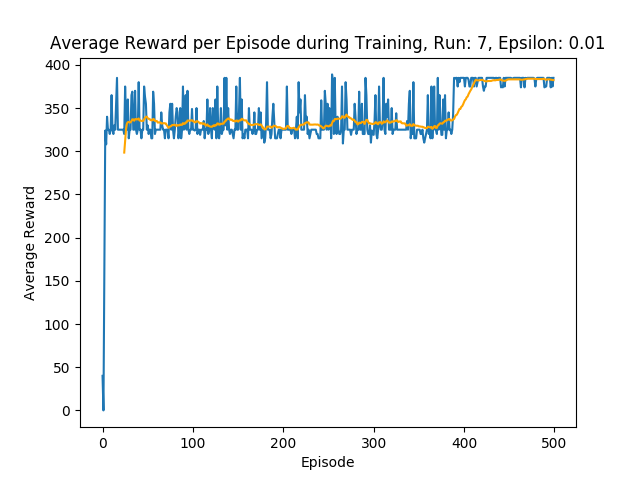 Average Reward per Episode during Training, Run: 7, Epsilon: 0.01
Average Reward
400
350
300
250
200
150
100
50
0
0 100 200 300 400 500
Episode